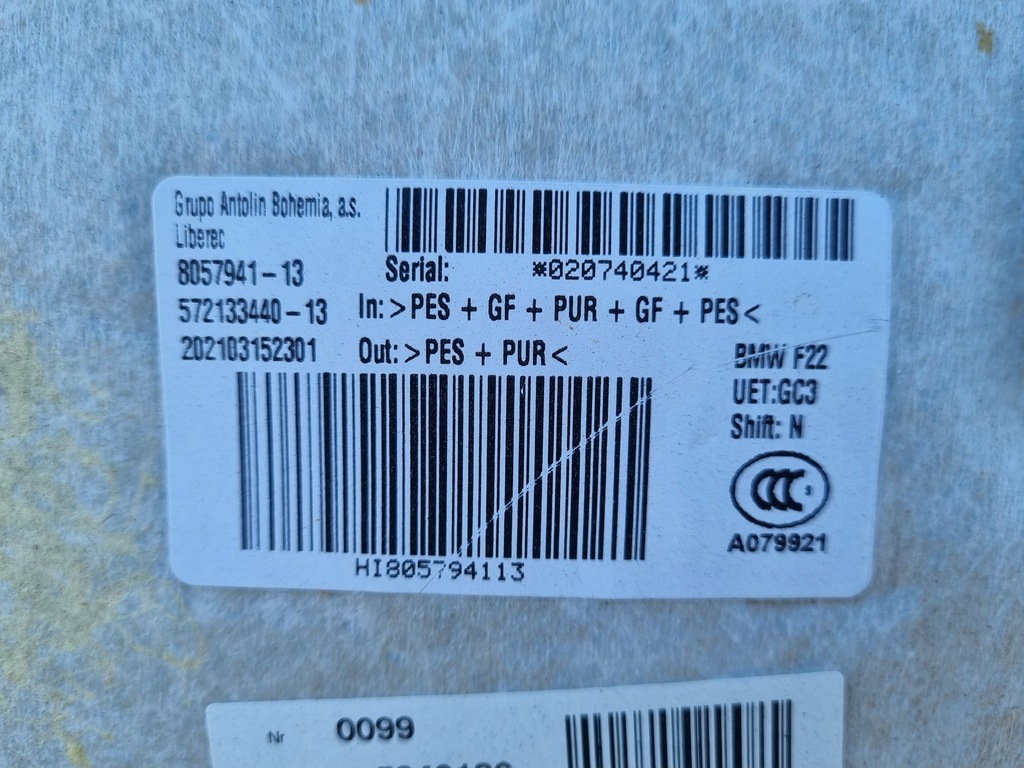 Grupo Antolin Bohemia, a.s.
Liberec
8057941-13
Serial: *020740421*
572133440-13
In: >PES + GF + PUR + GF + PES<
202103152301
Out: >PES + PUR<
BMW F22
UET:GC3
Shift: N
CCC S
A079921
HI805794113
Nr 0099